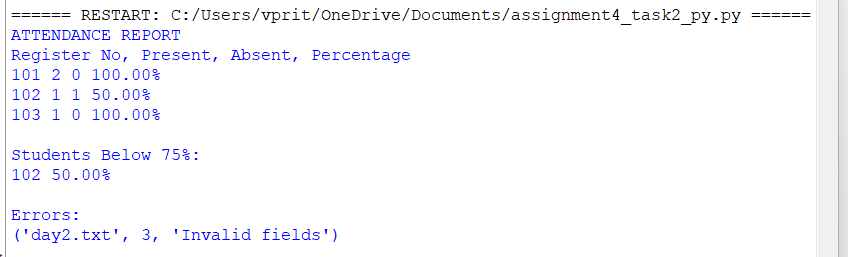 ====== RESTART: C:/Users/vprit/OneDrive/Documents/assignment4_task2_py.py ======
ATTENDANCE REPORT
Register No, Present, Absent, Percentage
101 2 0 100.00%
102 1 1 50.00%
103 1 0 100.00%
Students Below 75%:
102 50.00%
Errors:
('day2.txt', 3, 'Invalid fields')